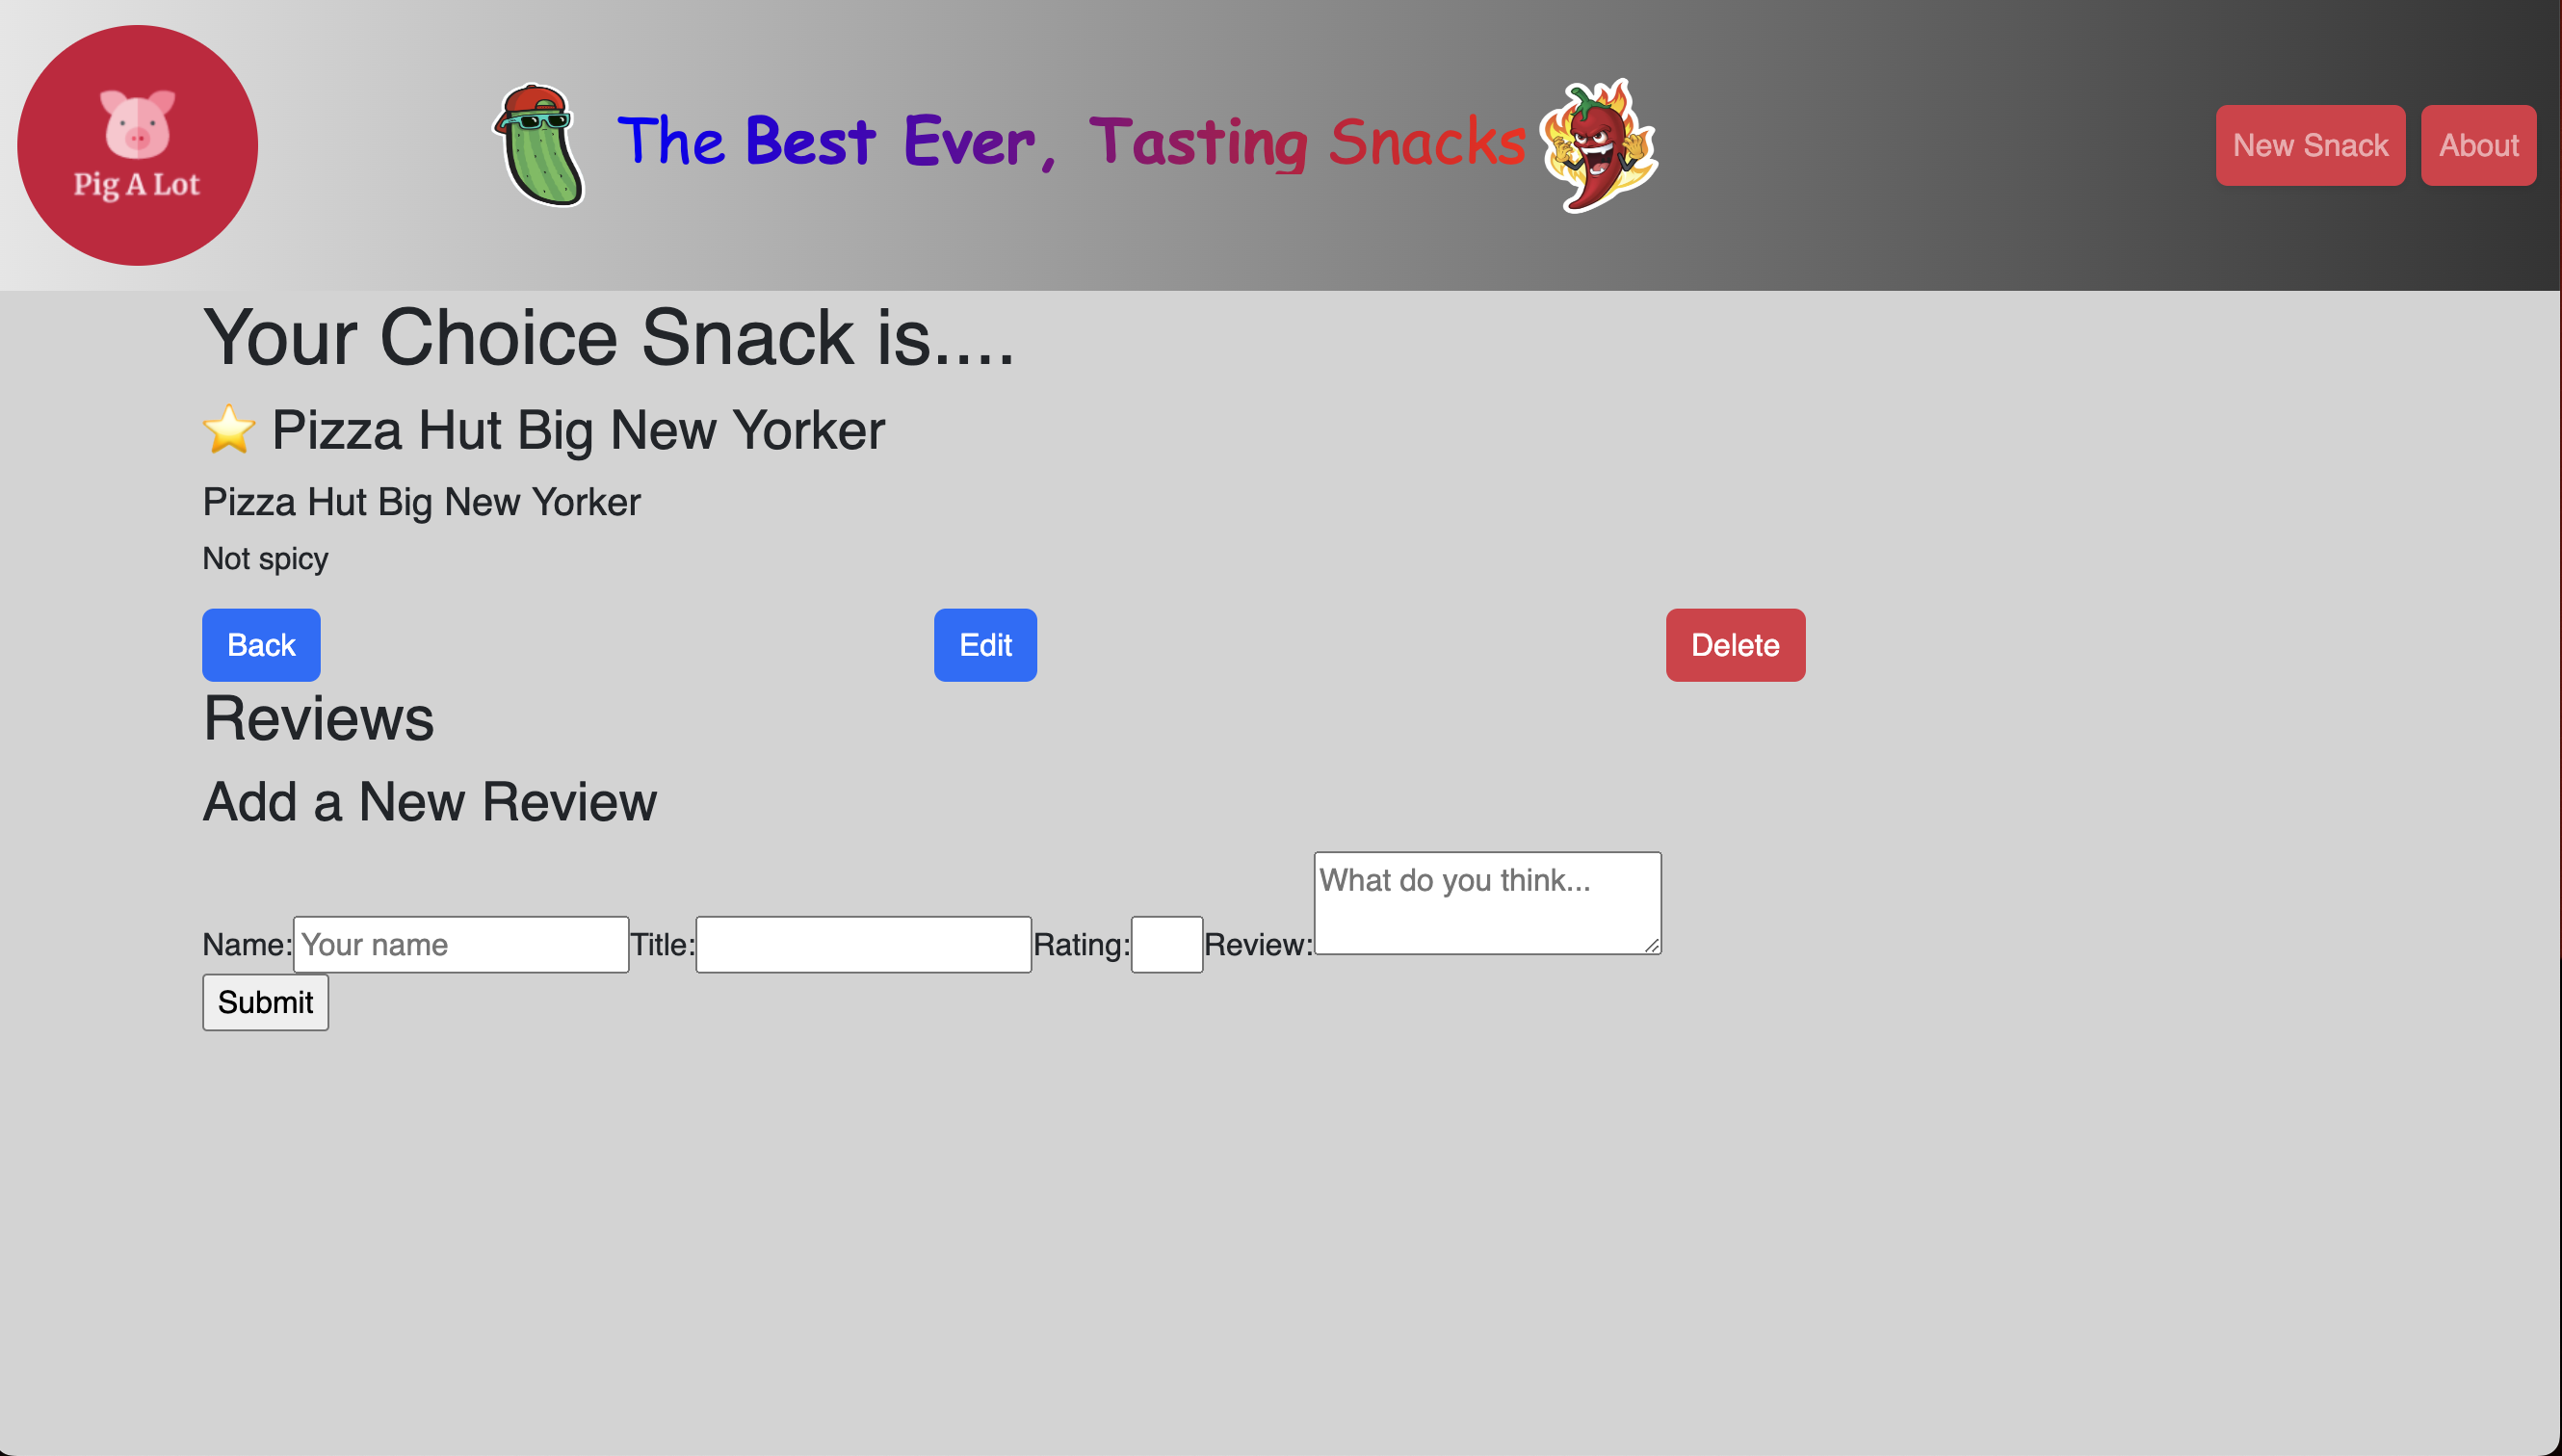 Pig A Lot
The Best Ever, Tasting Snacks
New Snack
About
Your Choice Snack is....
⭐ Pizza Hut Big New Yorker
Pizza Hut Big New Yorker
Not spicy
Back
Edit
Delete
Reviews
Add a New Review
What do you think...
Name: Your name Title: Rating: Review:
Submit